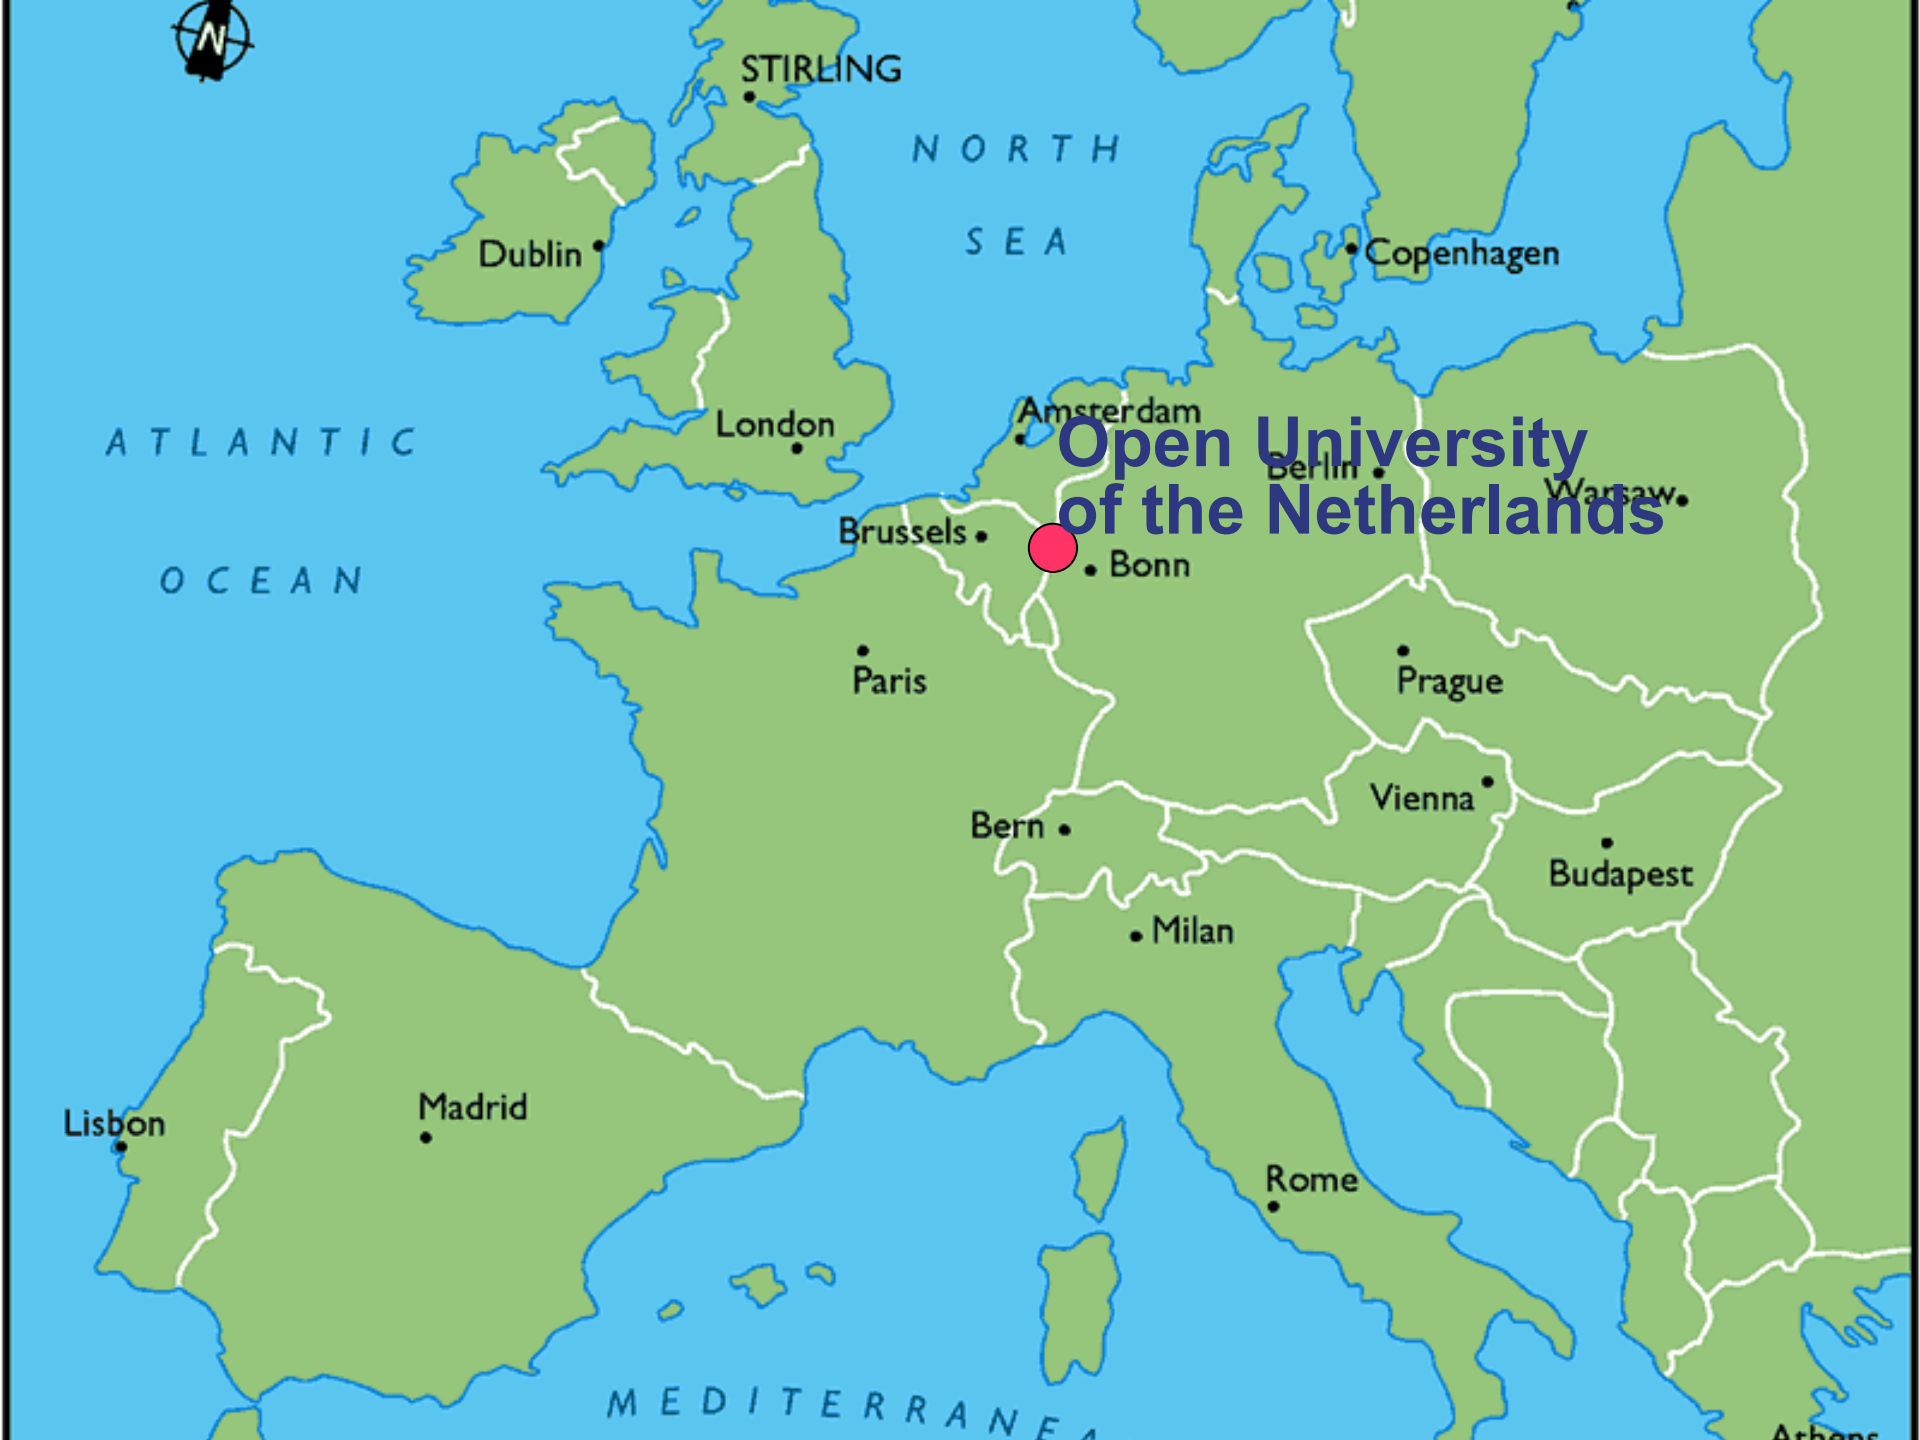 N
STIRLING
NORTH
SEA
Dublin
Copenhagen
ATLANTIC
OCEAN
London
Amsterdam
Open University
of the Netherlands
Berlin
Warsaw
Brussels
Bonn
Paris
Prague
Vienna
Bern
Budapest
Milan
Lisbon
Madrid
Rome
MEDITERRANEA
Athens